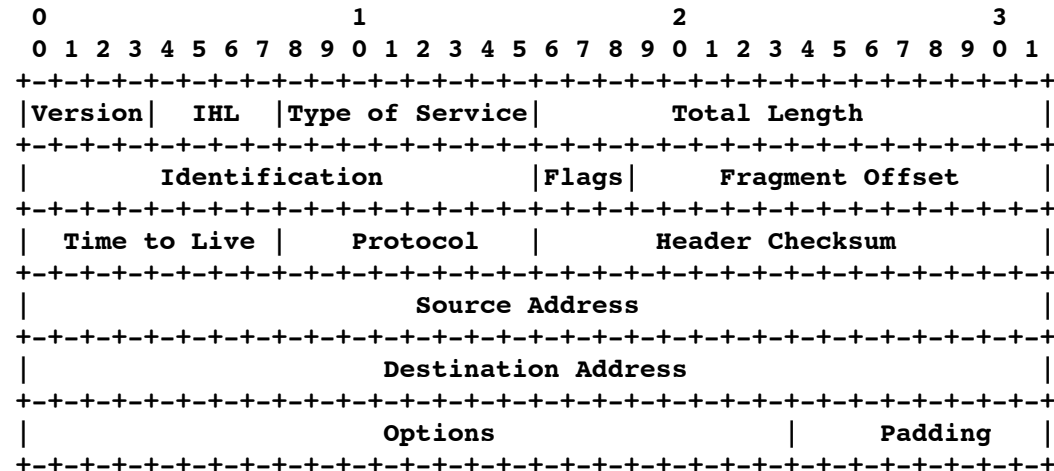 0                   1                   2                   3
 0 1 2 3 4 5 6 7 8 9 0 1 2 3 4 5 6 7 8 9 0 1 2 3 4 5 6 7 8 9 0 1
+-+-+-+-+-+-+-+-+-+-+-+-+-+-+-+-+-+-+-+-+-+-+-+-+-+-+-+-+-+-+-+-+
|Version|  IHL  |Type of Service|        Total Length           |
+-+-+-+-+-+-+-+-+-+-+-+-+-+-+-+-+-+-+-+-+-+-+-+-+-+-+-+-+-+-+-+-+
|        Identification         |Flags|     Fragment Offset     |
+-+-+-+-+-+-+-+-+-+-+-+-+-+-+-+-+-+-+-+-+-+-+-+-+-+-+-+-+-+-+-+-+
|  Time to Live |    Protocol   |       Header Checksum         |
+-+-+-+-+-+-+-+-+-+-+-+-+-+-+-+-+-+-+-+-+-+-+-+-+-+-+-+-+-+-+-+-+
|                        Source Address                         |
+-+-+-+-+-+-+-+-+-+-+-+-+-+-+-+-+-+-+-+-+-+-+-+-+-+-+-+-+-+-+-+-+
|                      Destination Address                      |
+-+-+-+-+-+-+-+-+-+-+-+-+-+-+-+-+-+-+-+-+-+-+-+-+-+-+-+-+-+-+-+-+
|                      Options                  |     Padding   |
+-+-+-+-+-+-+-+-+-+-+-+-+-+-+-+-+-+-+-+-+-+-+-+-+-+-+-+-+-+-+-+-+